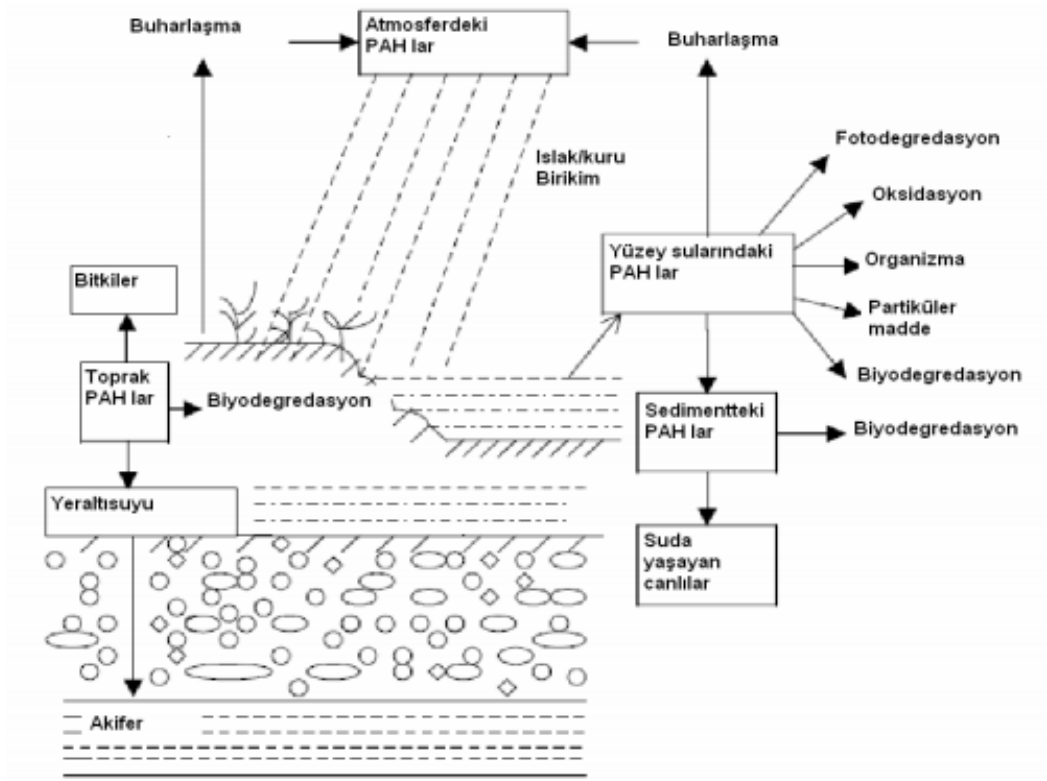 Buharlaşma
Atmosferdeki
PAH lar
Buharlaşma
Islak/kuru
Birikim
Fotodegredasyon
Oksidasyon
Yüzey sularındaki
PAH lar
Organizma
Partiküler
madde
Biyodegredasyon
Bitkiler
Toprak
PAH lar
Biyodegredasyon
Sedimentteki
PAH lar
Biyodegredasyon
Yeraltısuyu
Suda
yaşayan
canlılar
Akifer